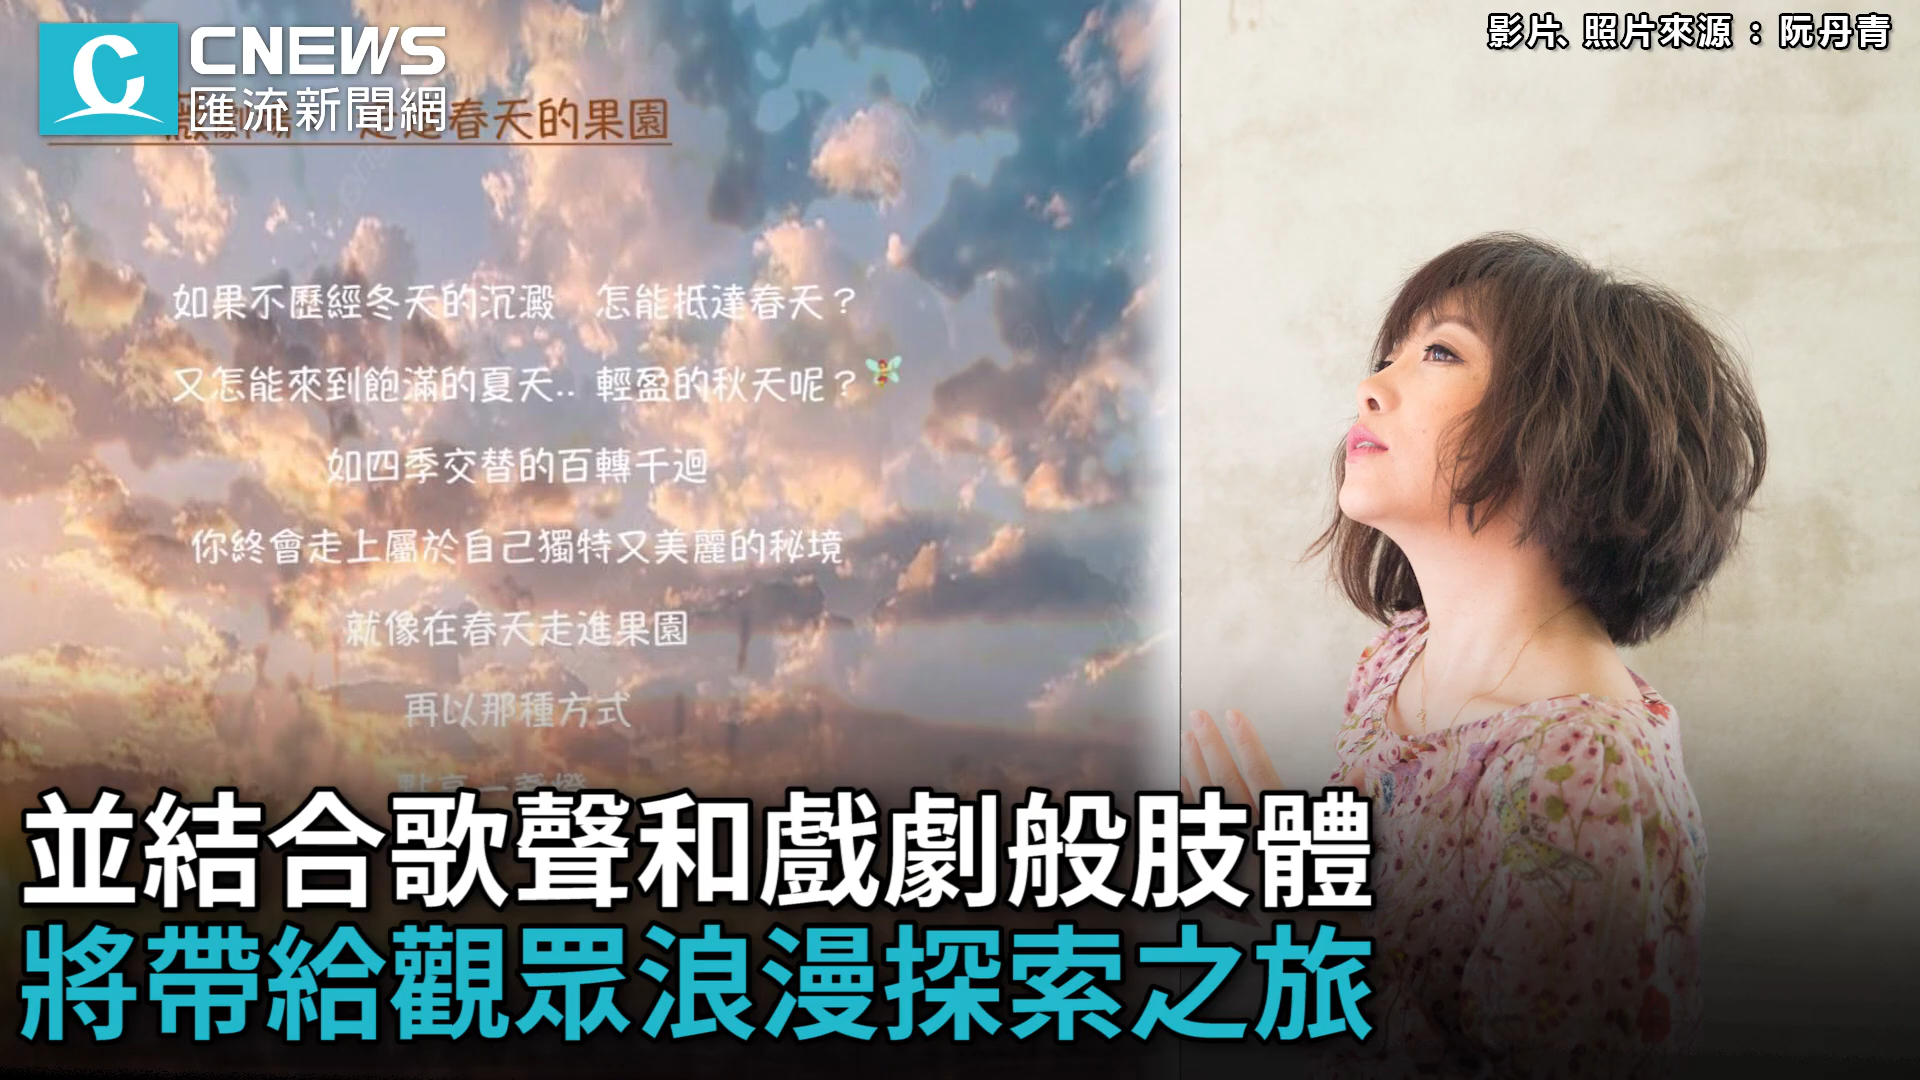 影片、照片來源：阮丹青
CNEWS
匯流新聞網
春天的果園
如果不歷經冬天的沉澱 怎能抵達春天？
又怎能來到飽滿的夏天.. 輕盈的秋天呢？
如四季交替的百轉千迴
你終會走上屬於自己獨特又美麗的秘境
就像在春天走進果園
再以那種方式
點亮一盞燈
並結合歌聲和戲劇般肢體
將帶給觀眾浪漫探索之旅